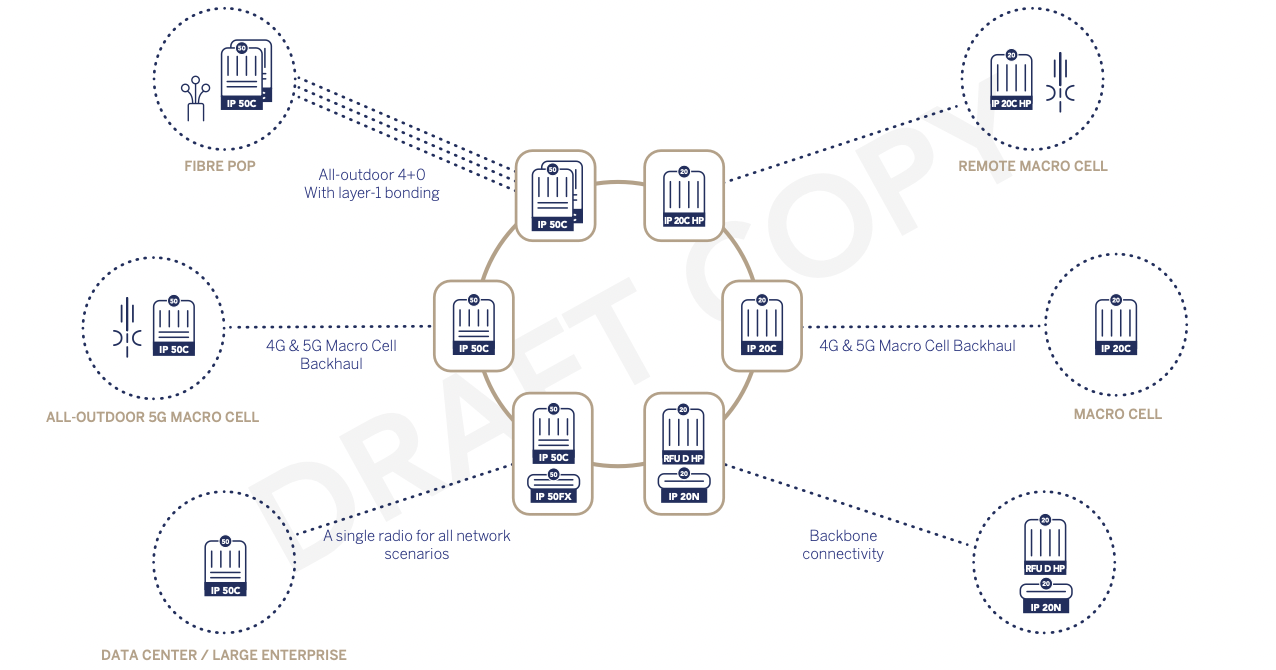 50
IP 50C
FIBRE POP
All-outdoor 4+0
With layer-1 bonding
50
IP 50C
20
IP 20C HP
20
IP 20C HP
REMOTE MACRO CELL
50
IP 50C
ALL-OUTDOOR 5G MACRO CELL
4G & 5G Macro Cell
Backhaul
50
IP 50C
20
IP 20C
4G & 5G Macro Cell Backhaul
20
IP 20C
MACRO CELL
50
IP 50C
50
IP 50FX
20
RFU D HP
20
IP 20N
A single radio for all network
scenarios
Backbone
connectivity
50
IP 50C
DATA CENTER / LARGE ENTERPRISE
20
RFU D HP
20
IP 20N
DRAFT COPY